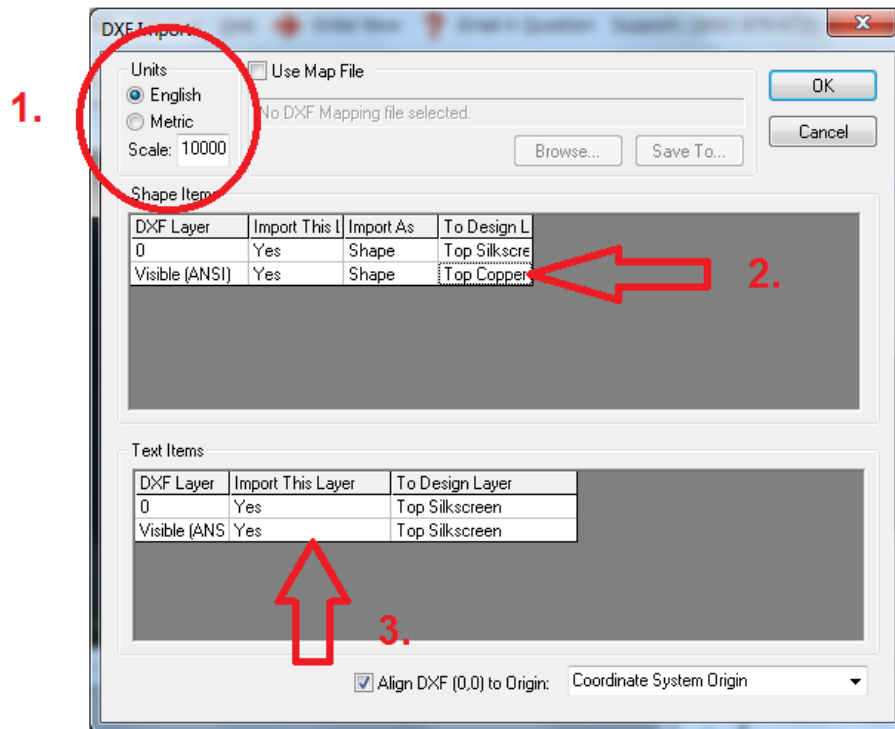 DXF Import
Units
Use Map File
English
No DXF Mapping file selected.
OK
1.
Metric
Cancel
Scale: 10000
Browse...
Save To...
Shape Items
DXF Layer Import This L Import As To Design L
0 Yes Shape Top Silkscre
Visible (ANSI) Yes Shape Top Copper
2.
Text Items
DXF Layer Import This Layer To Design Layer
0 Yes Top Silkscreen
Visible (ANS Yes Top Silkscreen
3.
Align DXF (0,0) to Origin: Coordinate System Origin